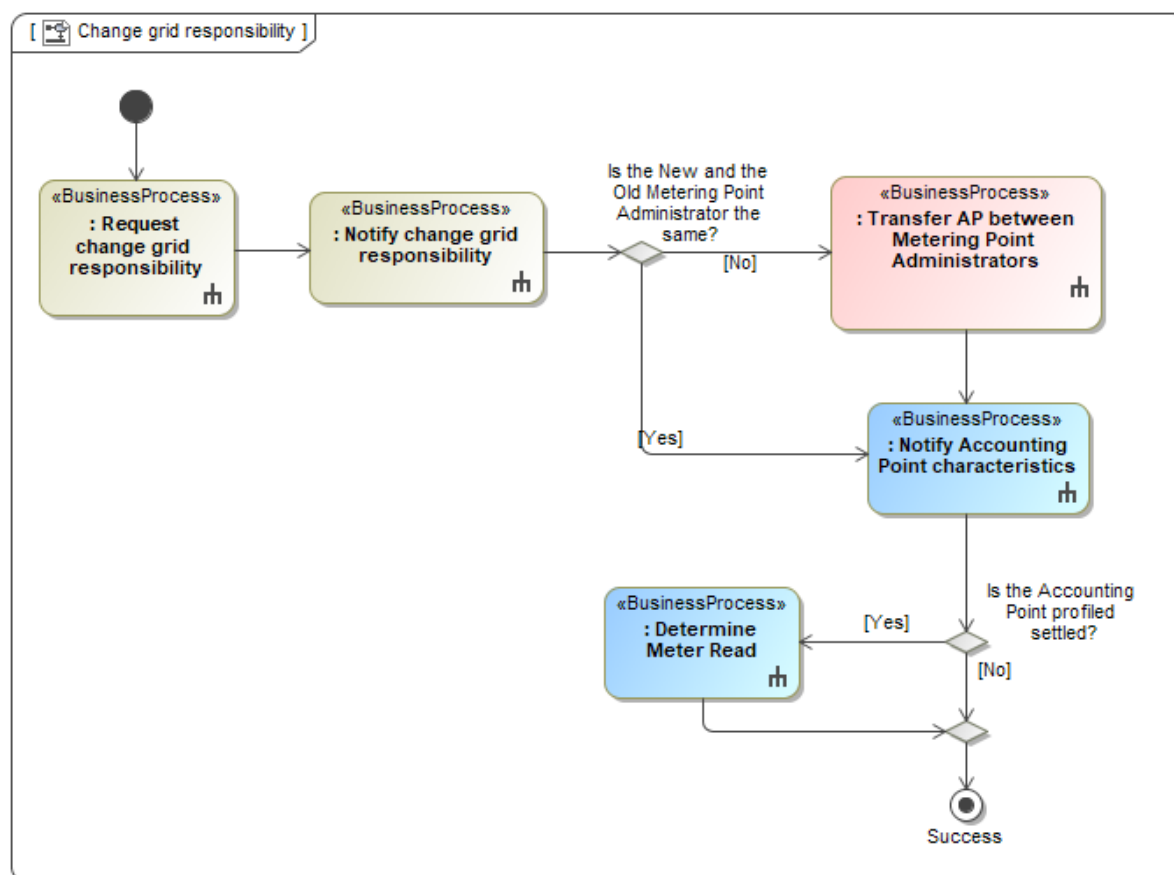 [ Change grid responsibility ]
«BusinessProcess»
: Request
change grid
responsibility
«BusinessProcess»
: Notify change grid
responsibility
Is the New and the
Old Metering Point
Administrator the
same?
[No]
«BusinessProcess»
: Transfer AP between
Metering Point
Administrators
[Yes]
«BusinessProcess»
: Notify Accounting
Point characteristics
Is the Accounting
Point profiled
settled?
[Yes]
[No]
«BusinessProcess»
: Determine
Meter Read
Success